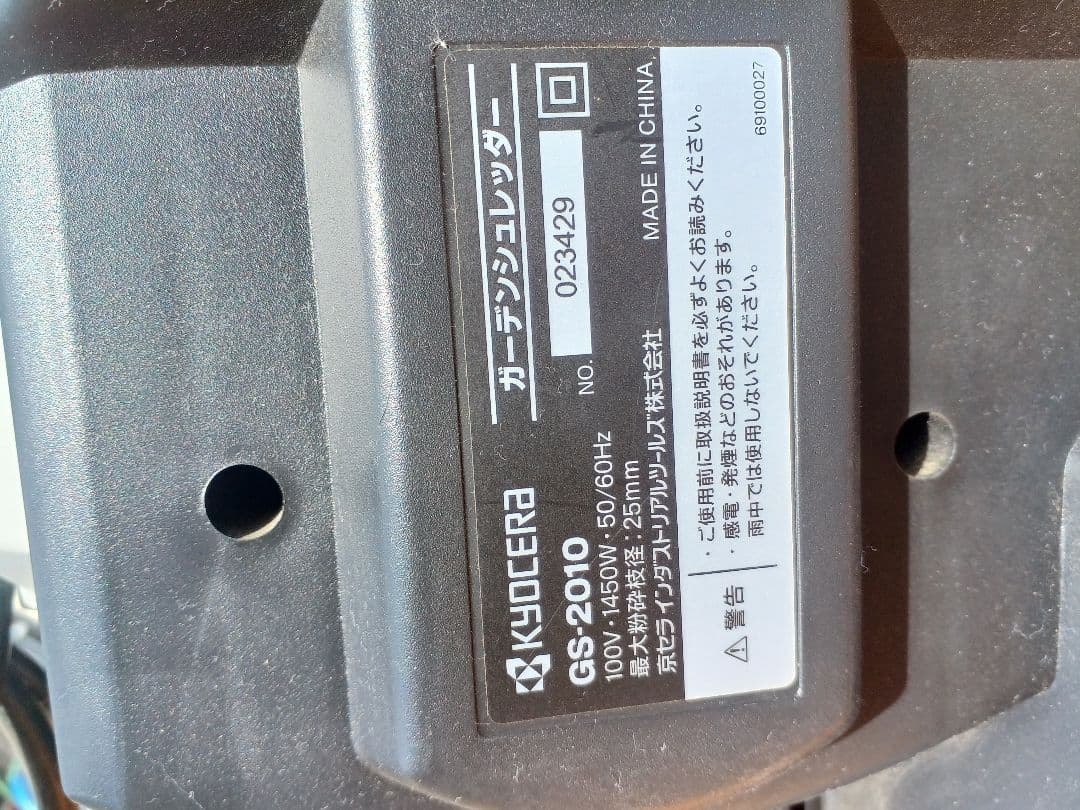 KYOCERA ガーデンシュレッダー
GS-2010
NO. 023429
100V・1450W・50/60Hz
最大粉砕枝径：25mm
京セラインダストリアルツールズ株式会社 MADE IN CHINA
⚠警告
・ご使用前に取扱説明書を必ずよくお読みください。
・感電・発煙などのおそれがあります。
雨中では使用しないでください。
69100027